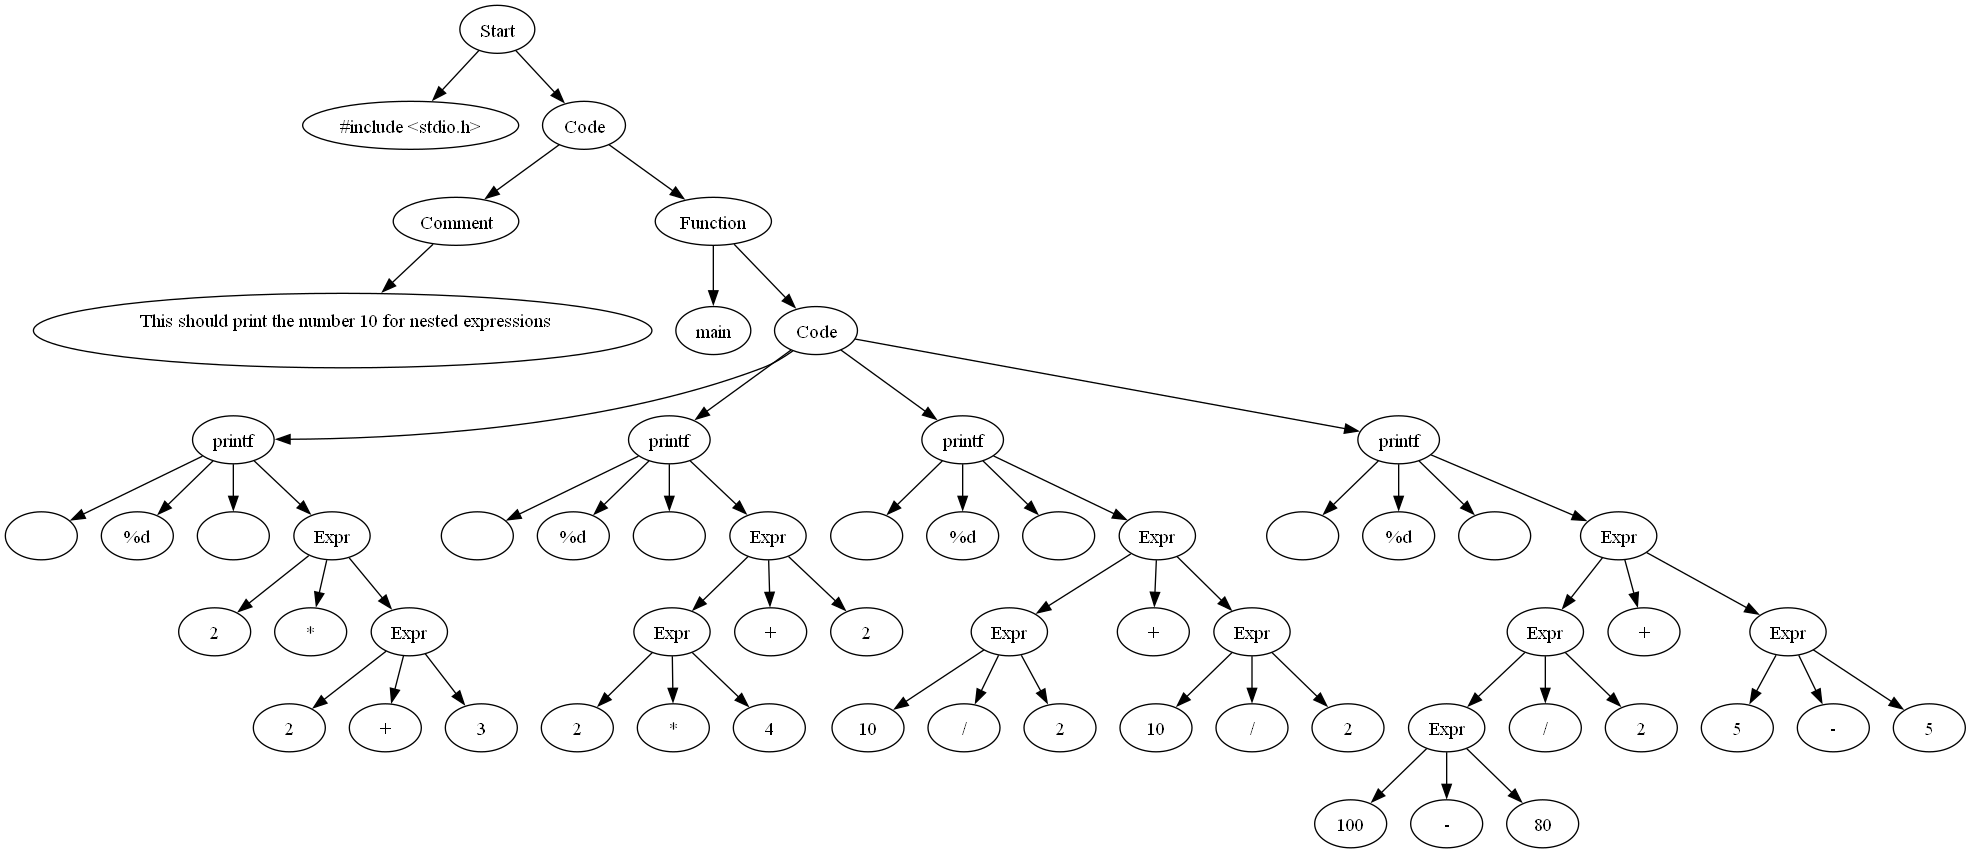 Start
#include <stdio.h>
Code
Comment
Function
This should print the number 10 for nested expressions
main
Code
printf
printf
printf
printf
%d
Expr
%d
Expr
%d
Expr
%d
Expr
2
*
Expr
Expr
+
2
Expr
+
Expr
Expr
+
Expr
2
+
3
2
*
4
10
/
2
10
/
2
Expr
/
2
5
-
5
100
-
80